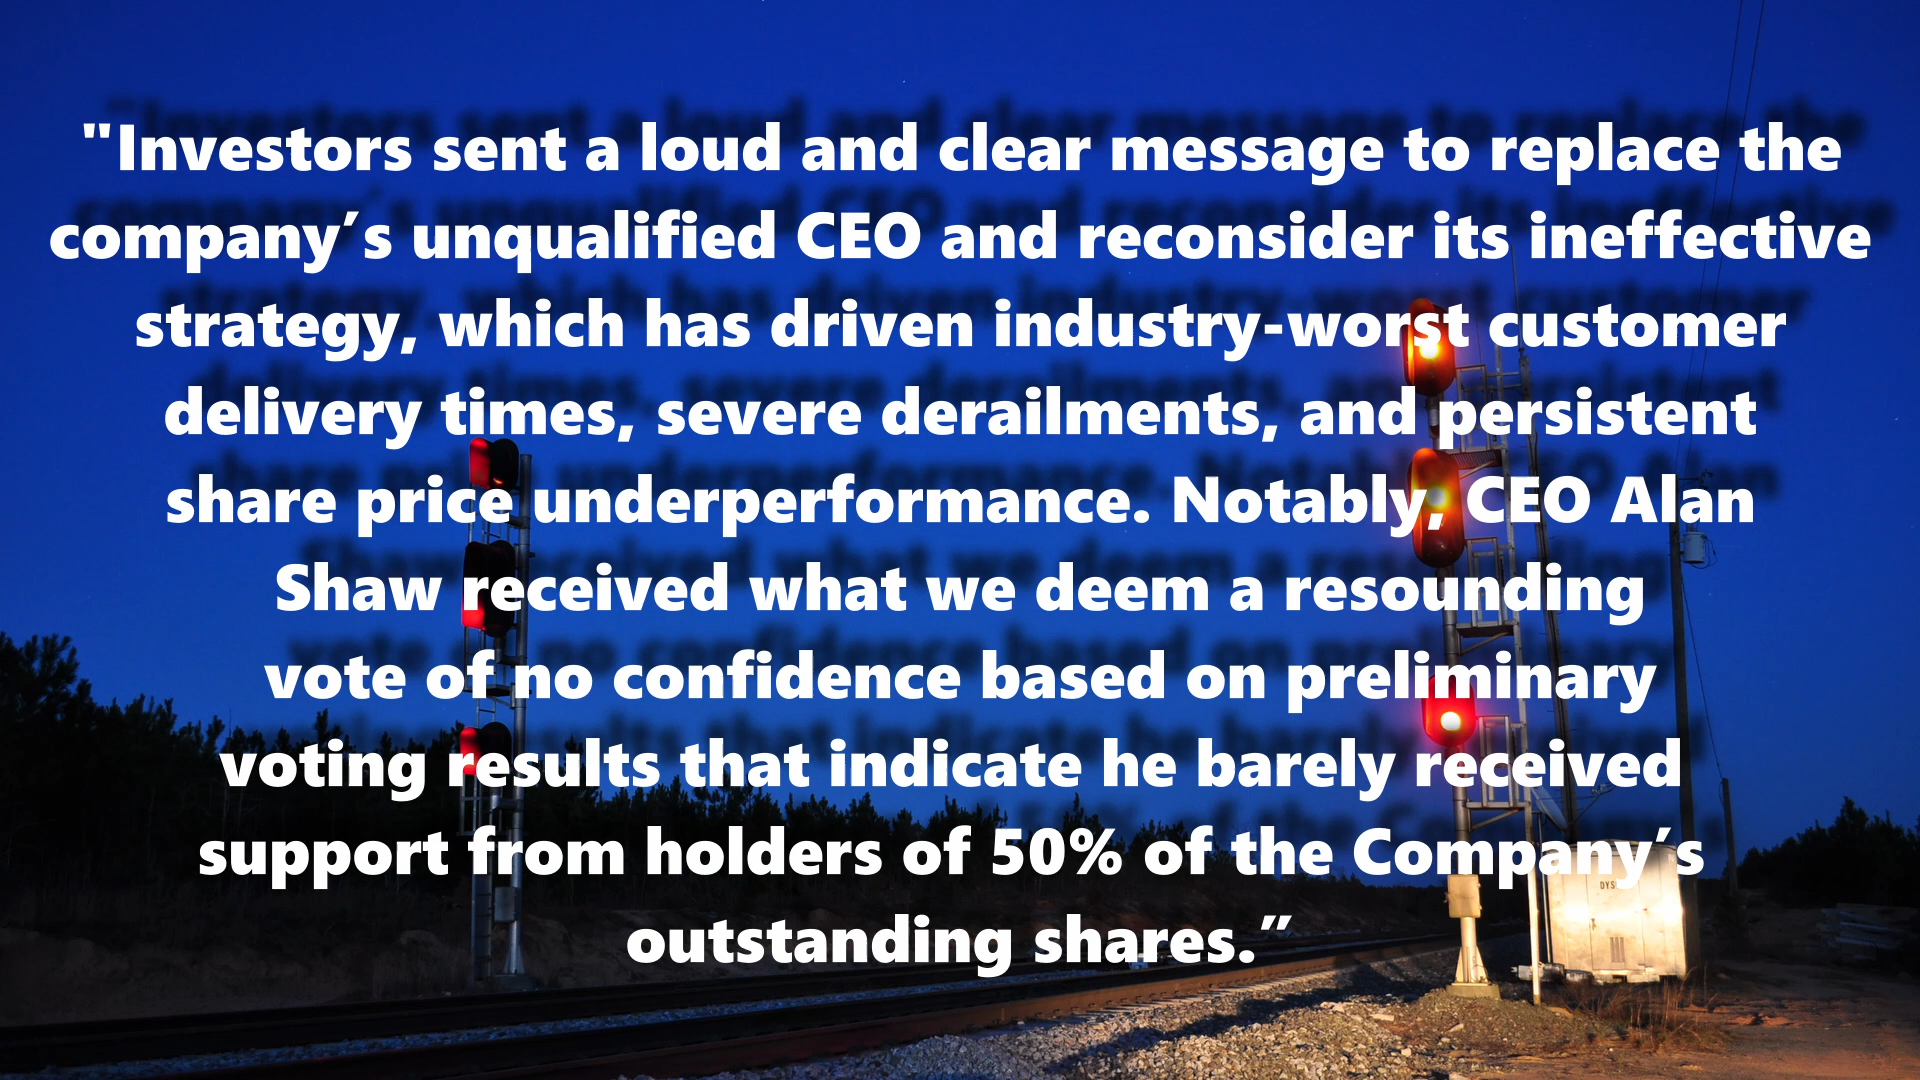 "Investors sent a loud and clear message to replace the
company’s unqualified CEO and reconsider its ineffective
strategy, which has driven industry-worst customer
delivery times, severe derailments, and persistent
share price underperformance. Notably, CEO Alan
Shaw received what we deem a resounding
vote of no confidence based on preliminary
voting results that indicate he barely received
support from holders of 50% of the Company’s
outstanding shares.”